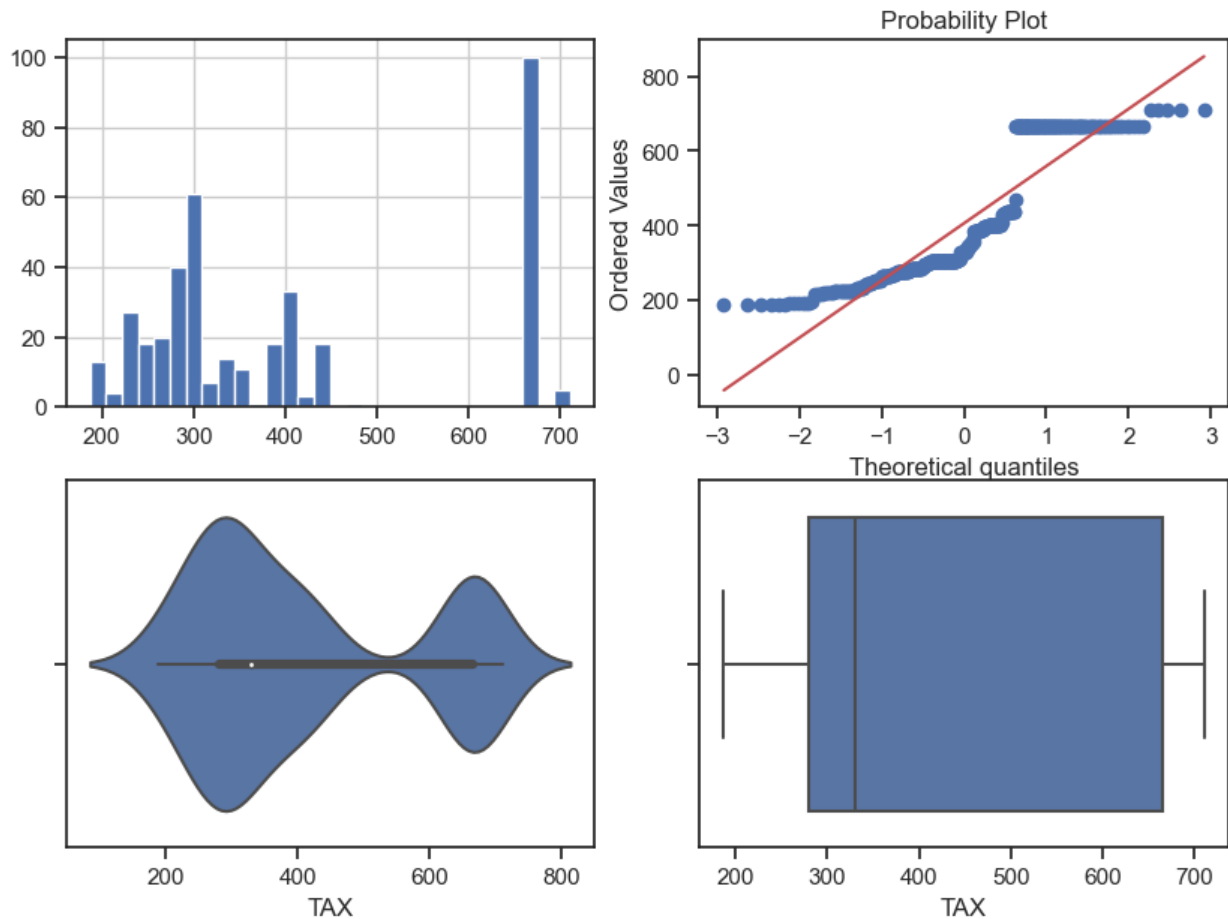 Probability Plot
100
80
60
40
20
0
200 300 400 500 600 700
Ordered Values
800
600
400
200
0
−3 −2 −1 0 1 2 3
Theoretical quantiles
200 400 600 800
TAX
200 300 400 500 600 700
TAX